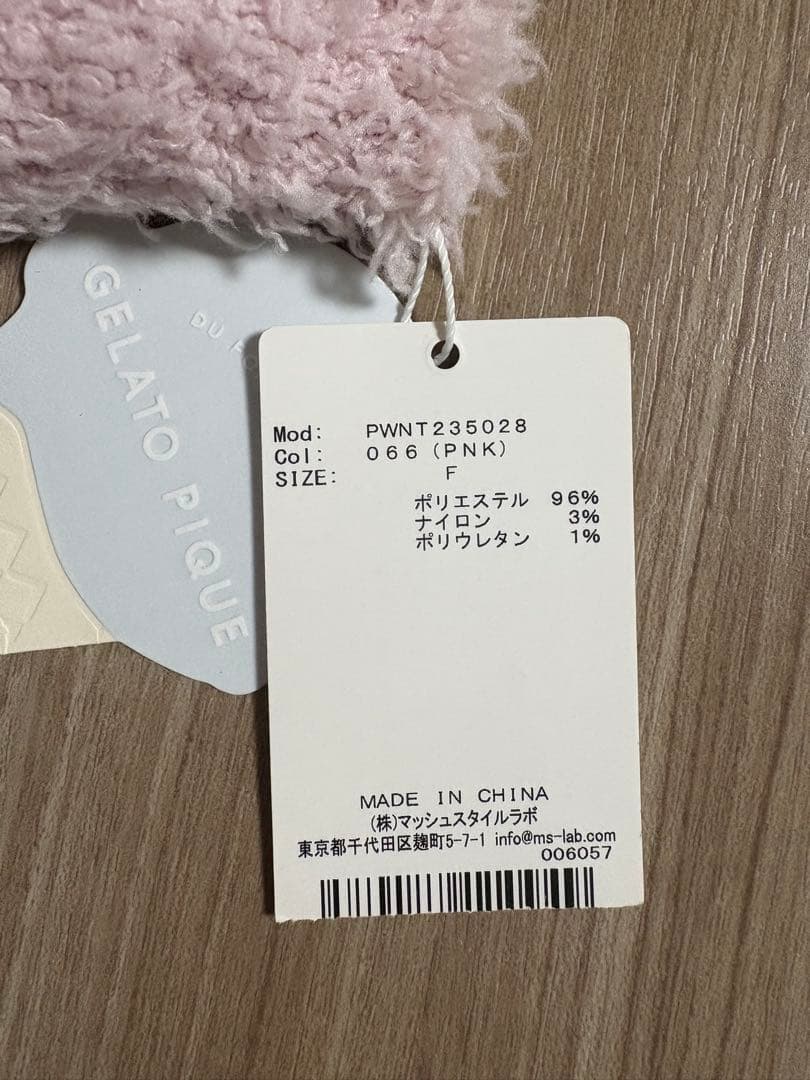 GELATO PIQUE
DU
Mod: PWNT235028
Col: 066(PNK)
SIZE: F
ポリエステル 96%
ナイロン 3%
ポリウレタン 1%
MADE IN CHINA
(株)マッシュスタイルラボ
東京都千代田区麹町5-7-1 info@ms-lab.com
006057